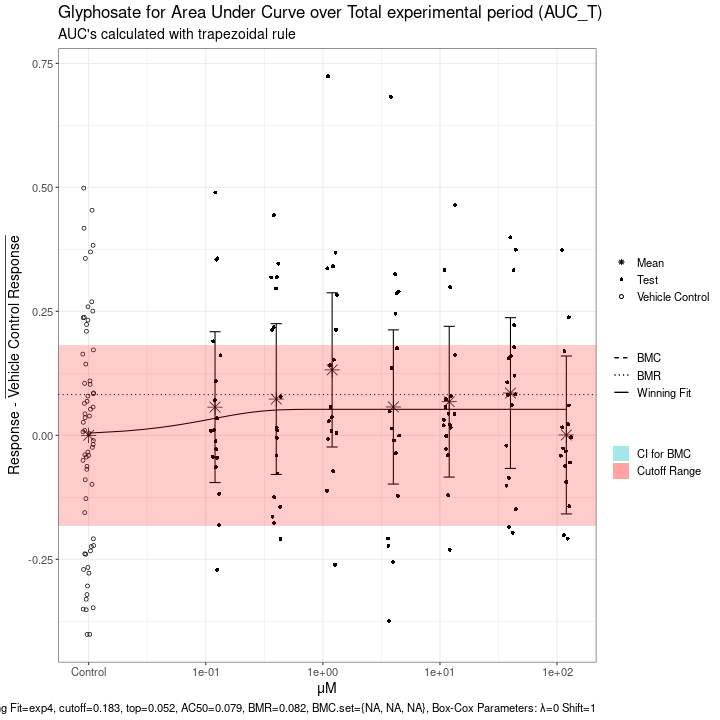 Glyphosate for Area Under Curve over Total experimental period (AUC_T)
AUC's calculated with trapezoidal rule
Response - Vehicle Control Response
0.75
0.50
0.25
0.00
-0.25
Control
1e-01
1e+00
1e+01
1e+02
µM
Mean
Test
Vehicle Control
BMC
BMR
Winning Fit
CI for BMC
Cutoff Range
g Fit=exp4, cutoff=0.183, top=0.052, AC50=0.079, BMR=0.082, BMC.set={NA, NA, NA}, Box-Cox Parameters: λ=0 Shift=1